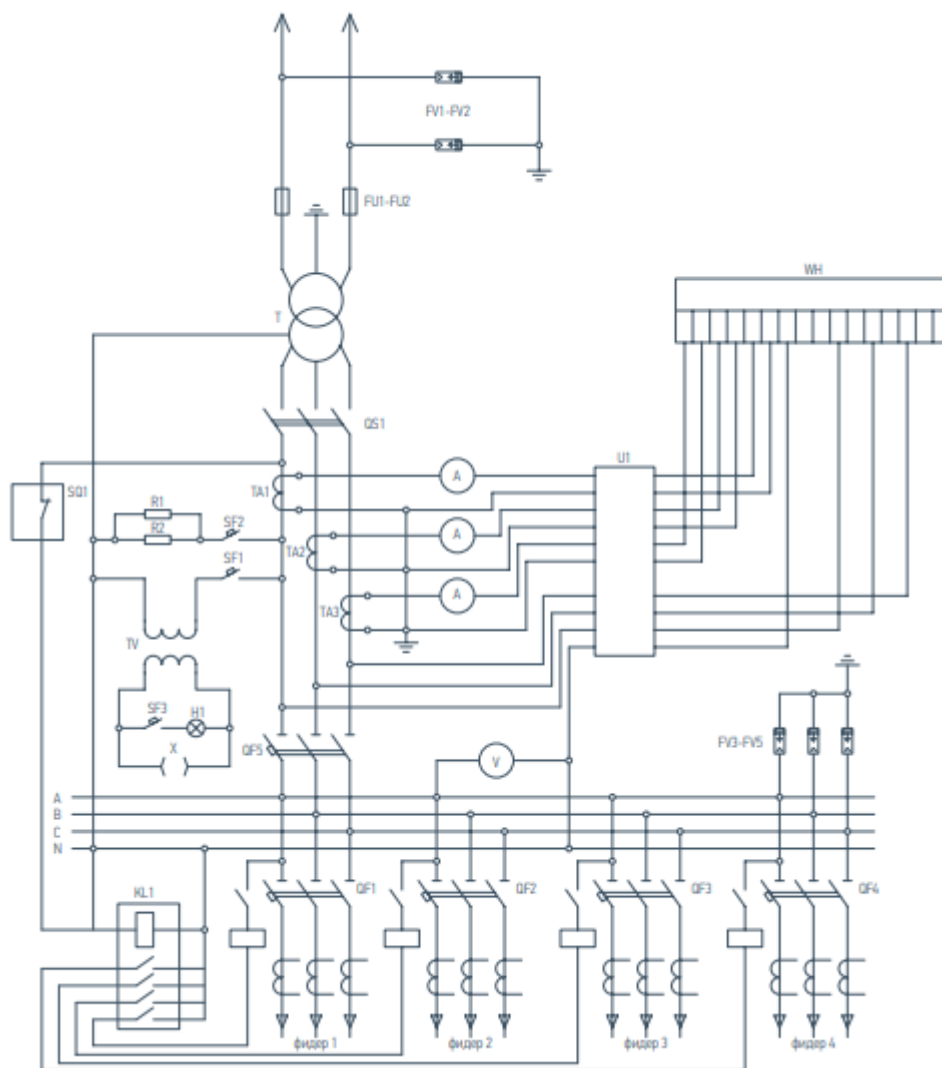 FV1-FV2
FU1-FU2
WH
T
QS1
U1
SQ1
TA1
A
R1
R2
SF2
TA2
A
SF1
TA3
A
TV
SF3
H1
X
QF5
V
FV3-FV5
A
B
C
N
KL1
QF1
QF2
QF3
QF4
фидер 1
фидер 2
фидер 3
фидер 4